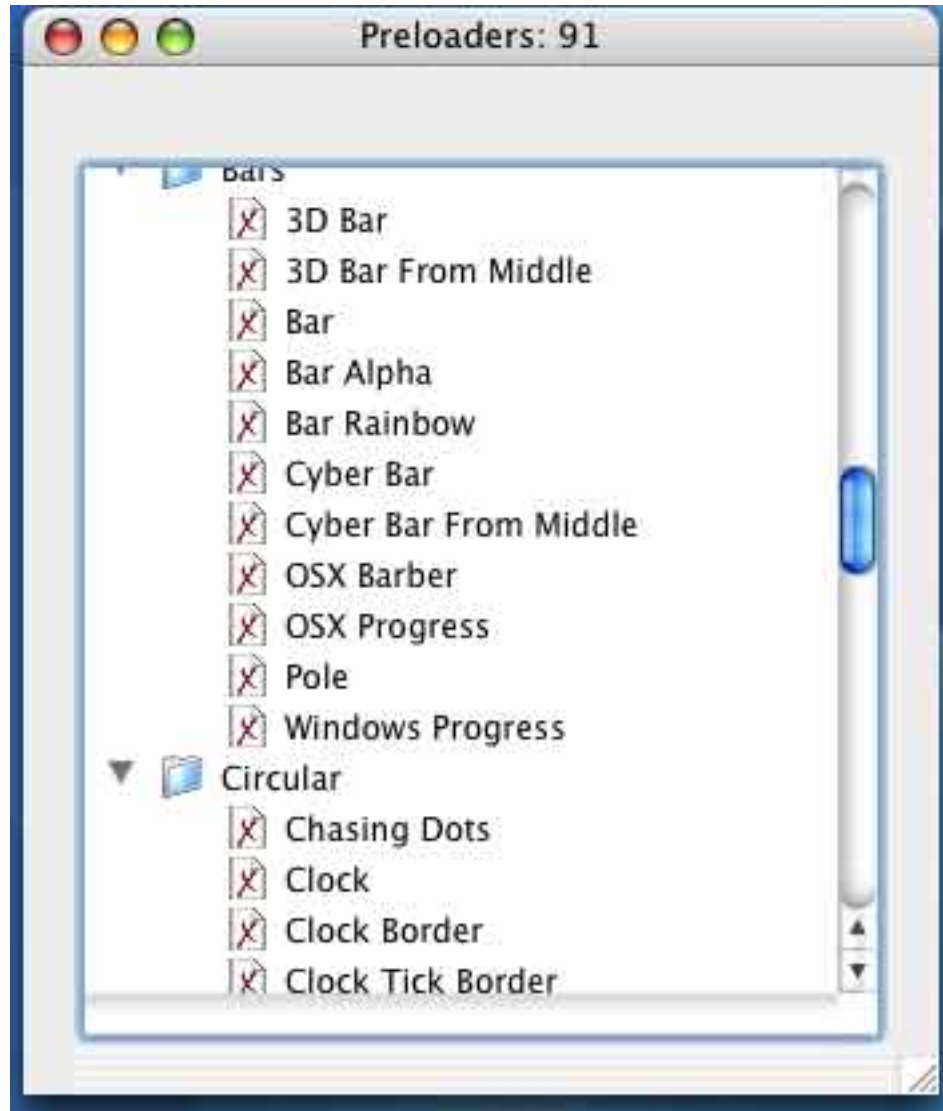 Preloaders: 91
Bars
3D Bar
3D Bar From Middle
Bar
Bar Alpha
Bar Rainbow
Cyber Bar
Cyber Bar From Middle
OSX Barber
OSX Progress
Pole
Windows Progress
Circular
Chasing Dots
Clock
Clock Border
Clock Tick Border